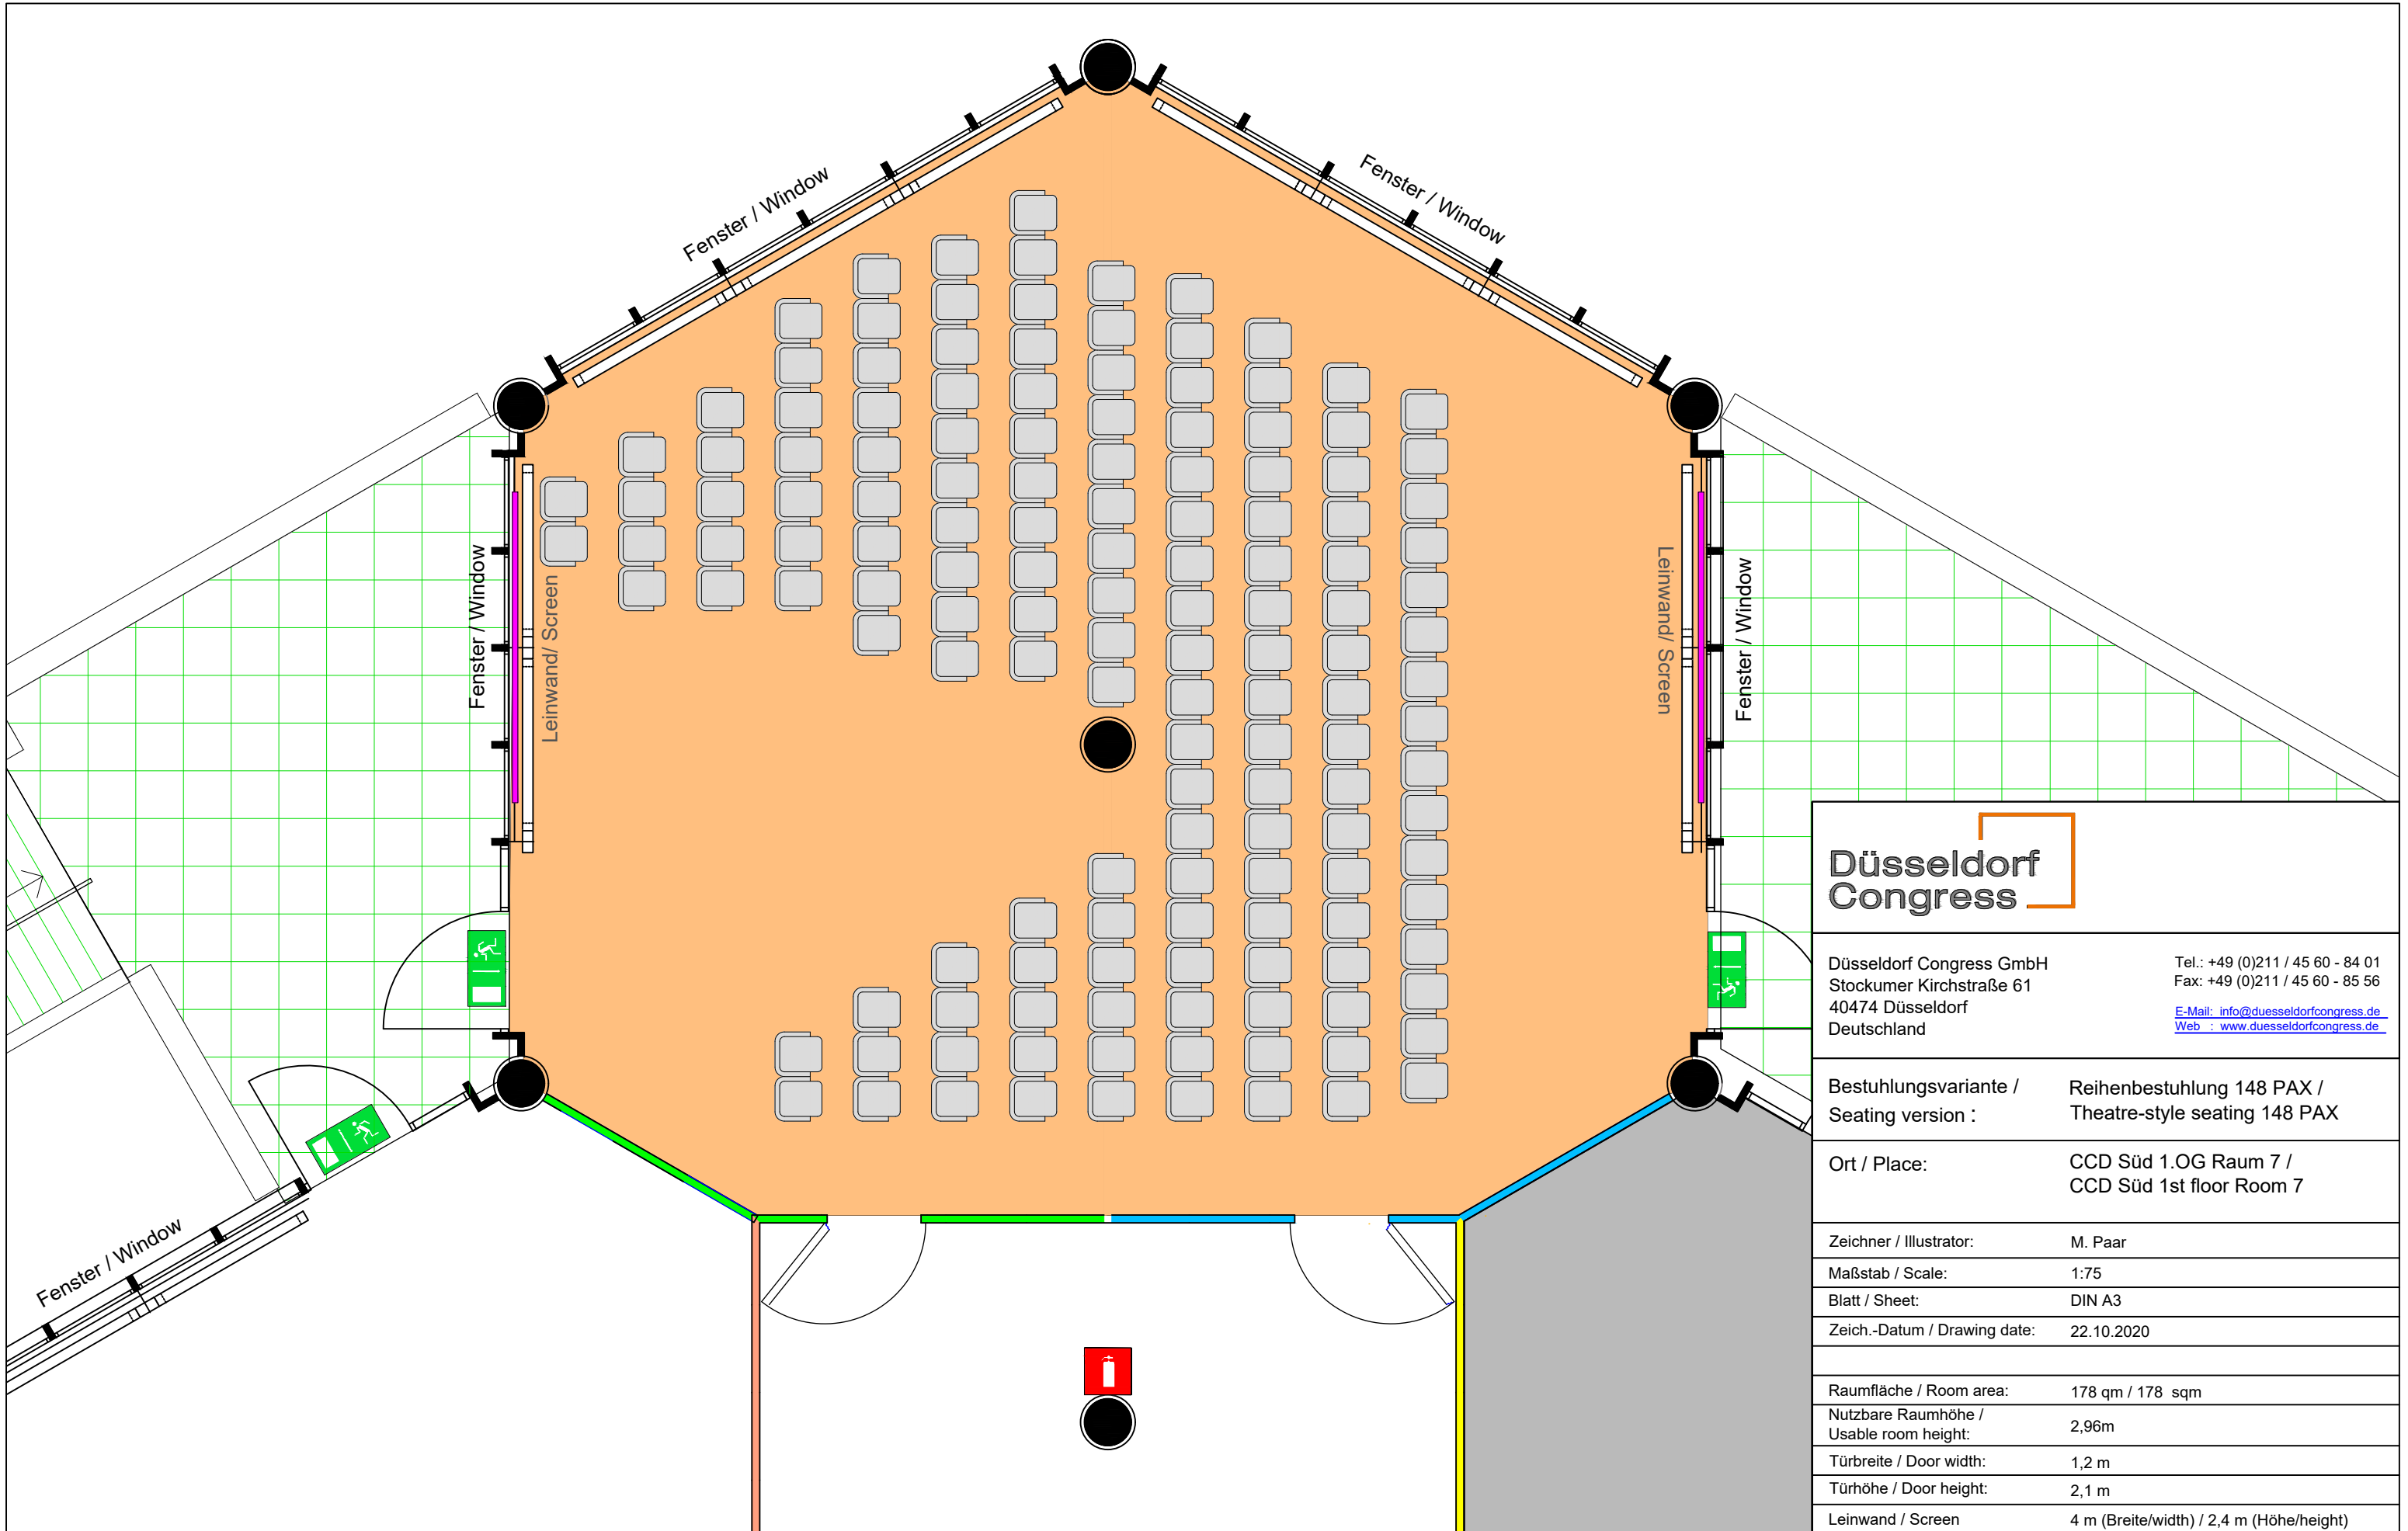 Fenster / Window
Fenster / Window
Fenster / Window
Leinwand/ Screen
Leinwand/ Screen
Fenster / Window
Fenster / Window
Düsseldorf
Congress
Düsseldorf Congress GmbH
Stockumer Kirchstraße 61
40474 Düsseldorf
Deutschland
Tel.: +49 (0)211 / 45 60 - 84 01
Fax: +49 (0)211 / 45 60 - 85 56
E-Mail: info@duesseldorfcongress.de
Web : www.duesseldorfcongress.de
Bestuhlungsvariante / Reihenbestuhlung 148 PAX /
Seating version : Theatre-style seating 148 PAX
Ort / Place: CCD Süd 1.OG Raum 7 /
CCD Süd 1st floor Room 7
Zeichner / Illustrator: M. Paar
Maßstab / Scale: 1:75
Blatt / Sheet: DIN A3
Zeich.-Datum / Drawing date: 22.10.2020
Raumfläche / Room area: 178 qm / 178 sqm
Nutzbare Raumhöhe /
Usable room height: 2,96m
Türbreite / Door width: 1,2 m
Türhöhe / Door height: 2,1 m
Leinwand / Screen 4 m (Breite/width) / 2,4 m (Höhe/height)